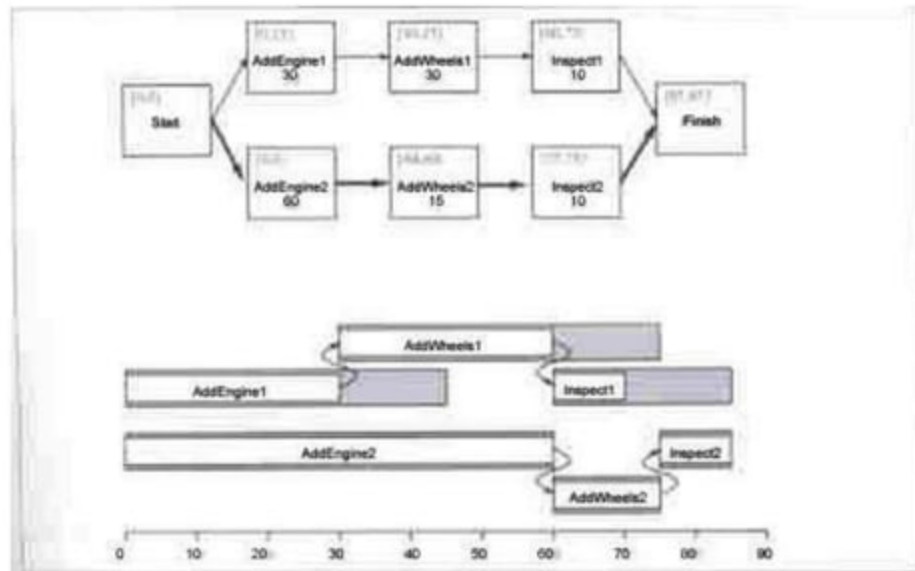 AddEngine1
30
AddWheels1
30
Inspect1
10
Finish
AddEngine2
60
AddWheels2
15
Inspect2
10
AddWheels1
AddEngine1
Inspect1
AddEngine2
Inspect2
AddWheels2
0 10 20 30 40 50 60 70 80 90